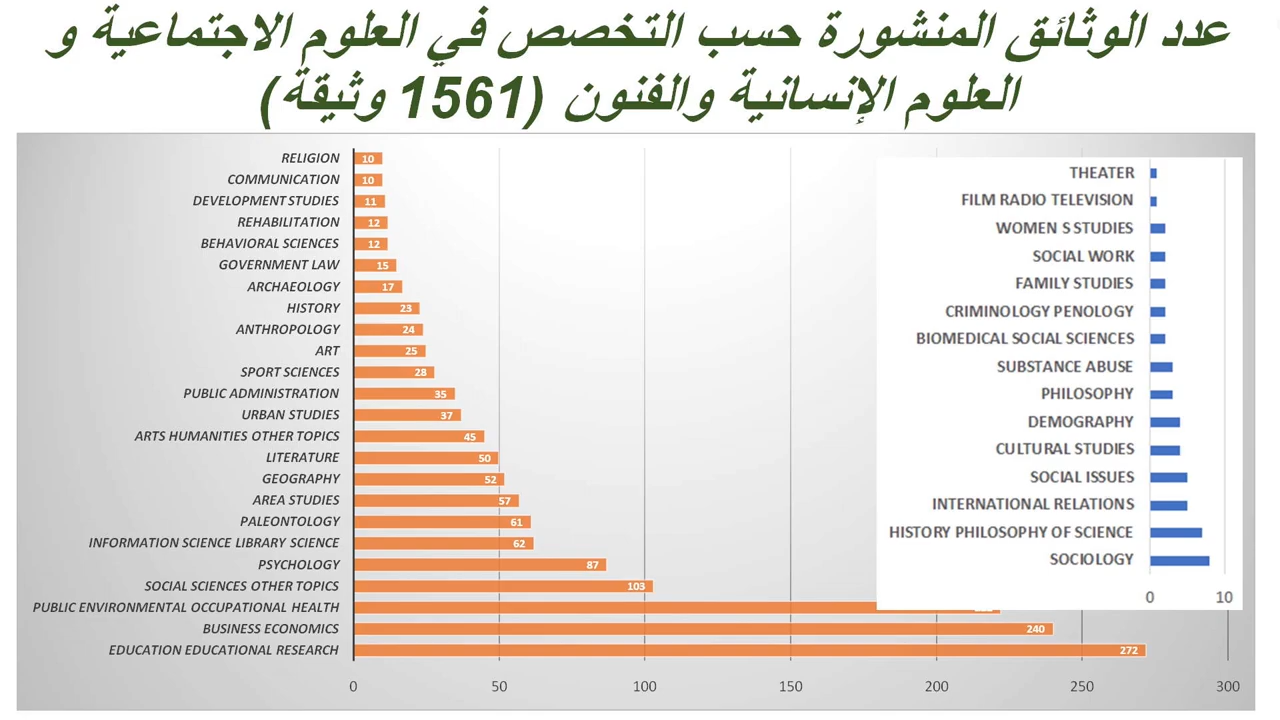 عدد الوثائق المنشورة حسب التخصص في العلوم الاجتماعية و
العلوم الإنسانية والفنون (1561 وثيقة)
RELIGION 10
COMMUNICATION 10
DEVELOPMENT STUDIES 11
REHABILITATION 12
BEHAVIORAL SCIENCES 12
GOVERNMENT LAW 15
ARCHAEOLOGY 17
HISTORY 23
ANTHROPOLOGY 24
ART 25
SPORT SCIENCES 28
PUBLIC ADMINISTRATION 35
URBAN STUDIES 37
ARTS HUMANITIES OTHER TOPICS 45
LITERATURE 50
GEOGRAPHY 52
AREA STUDIES 57
PALEONTOLOGY 61
INFORMATION SCIENCE LIBRARY SCIENCE 62
PSYCHOLOGY 87
SOCIAL SCIENCES OTHER TOPICS 103
PUBLIC ENVIRONMENTAL OCCUPATIONAL HEALTH
BUSINESS ECONOMICS 240
EDUCATION EDUCATIONAL RESEARCH 272
0 50 100 150 200 250 300
THEATER
FILM RADIO TELEVISION
WOMEN S STUDIES
SOCIAL WORK
FAMILY STUDIES
CRIMINOLOGY PENOLOGY
BIOMEDICAL SOCIAL SCIENCES
SUBSTANCE ABUSE
PHILOSOPHY
DEMOGRAPHY
CULTURAL STUDIES
SOCIAL ISSUES
INTERNATIONAL RELATIONS
HISTORY PHILOSOPHY OF SCIENCE
SOCIOLOGY
0 10